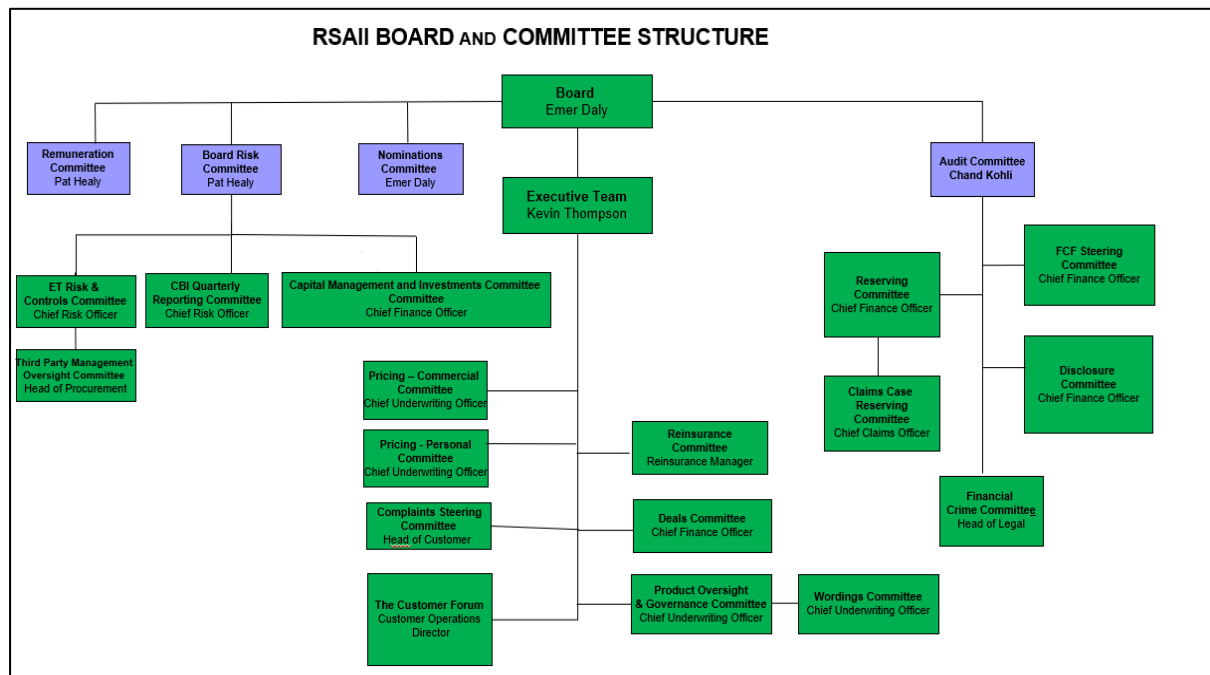 RSAII BOARD AND COMMITTEE STRUCTURE
Board
Emer Daly
Remuneration
Committee
Pat Healy
Board Risk
Committee
Pat Healy
Nominations
Committee
Emer Daly
Audit Committee
Chand Kohli
Executive Team
Kevin Thompson
ET Risk &
Controls Committee
Chief Risk Officer
CBI Quarterly
Reporting Committee
Chief Risk Officer
Capital Management and Investments Committee
Committee
Chief Finance Officer
Reserving
Committee
Chief Finance Officer
FCF Steering
Committee
Chief Finance Officer
Third Party Management
Oversight Committee
Head of Procurement
Pricing – Commercial
Committee
Chief Underwriting Officer
Claims Case
Reserving
Committee
Chief Claims Officer
Disclosure
Committee
Chief Finance Officer
Pricing - Personal
Committee
Chief Underwriting Officer
Reinsurance
Committee
Reinsurance Manager
Complaints Steering
Committee
Head of Customer
Deals Committee
Chief Finance Officer
Financial
Crime Committee
Head of Legal
The Customer Forum
Customer Operations
Director
Product Oversight
& Governance Committee
Chief Underwriting Officer
Wordings Committee
Chief Underwriting Officer